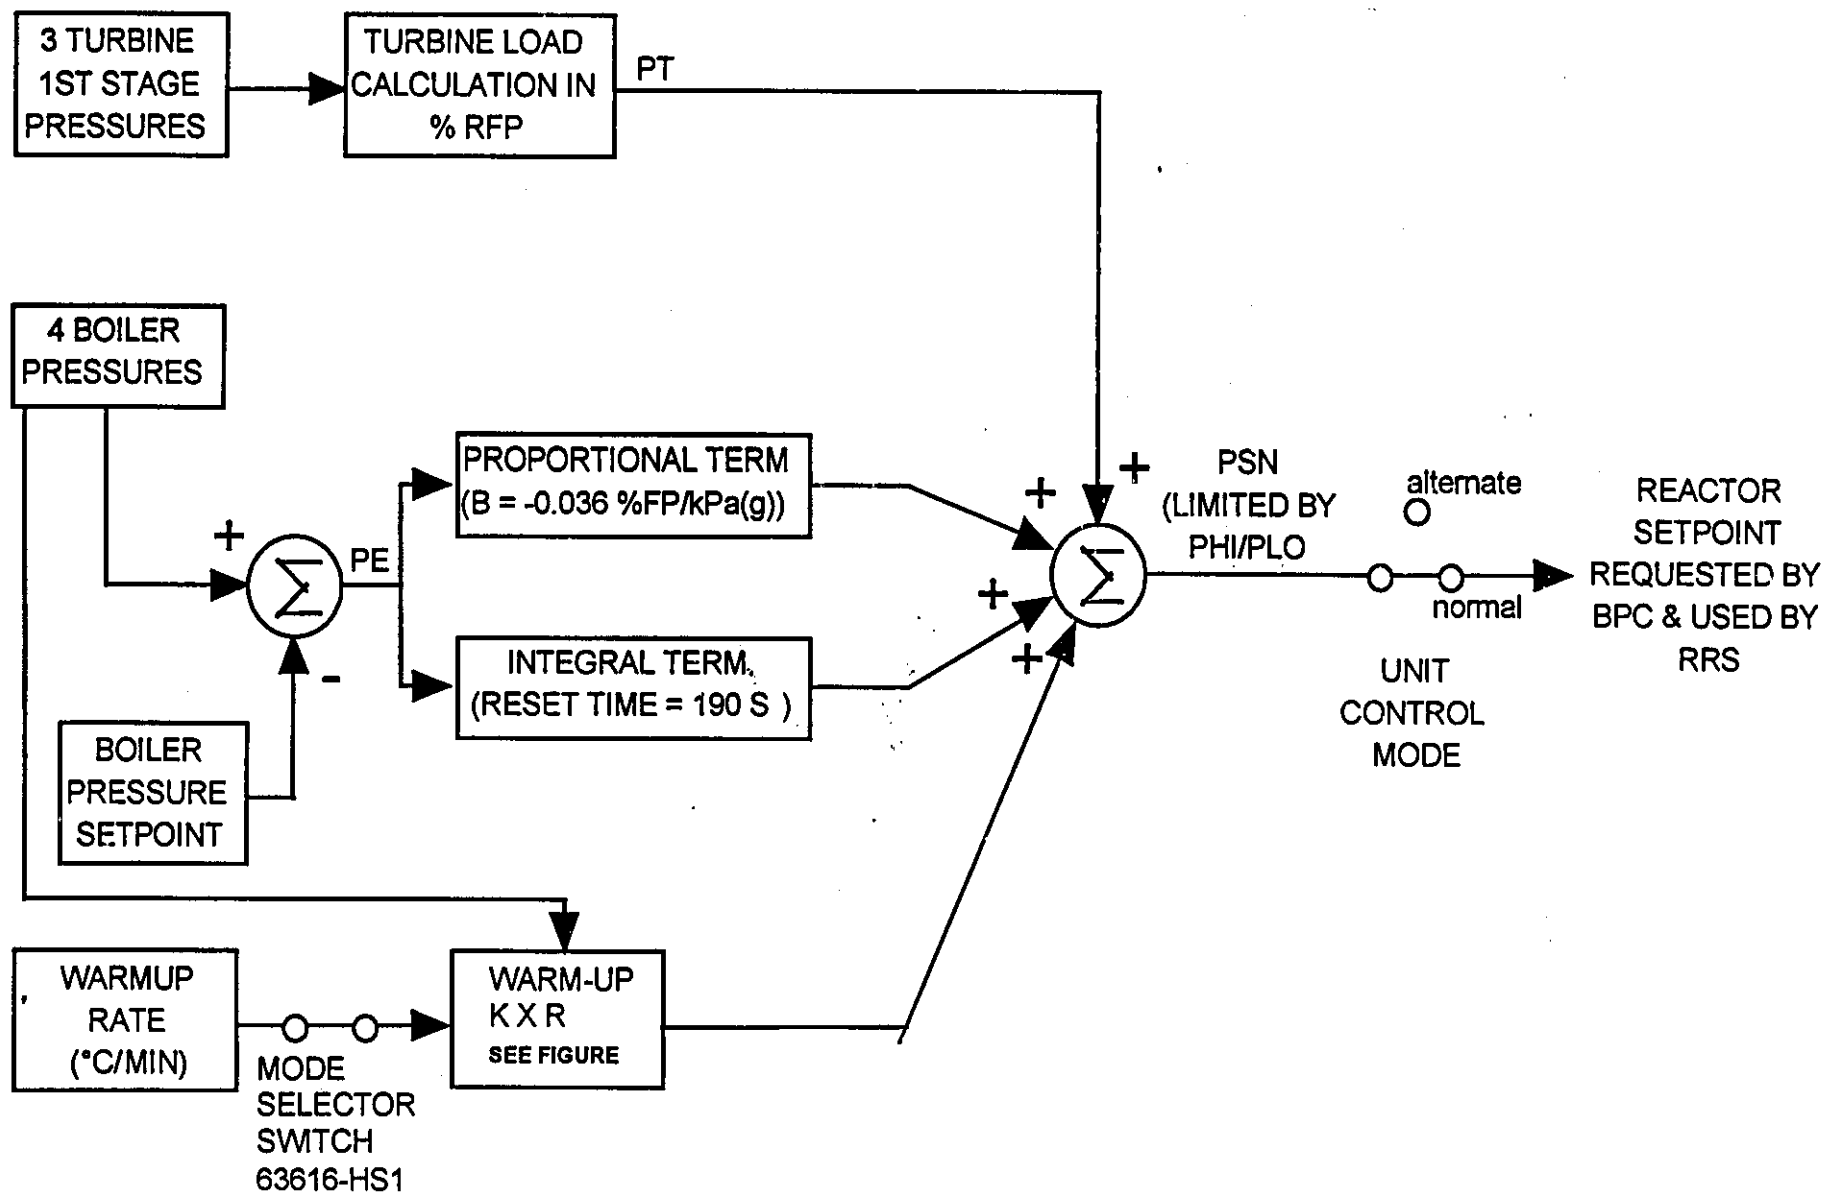 3 TURBINE
1ST STAGE
PRESSURES
TURBINE LOAD
CALCULATION IN
% RFP
PT
4 BOILER
PRESSURES
+
PE
-
BOILER
PRESSURE
SETPOINT
PROPORTIONAL TERM
(B = -0.036 %FP/kPa(g))
INTEGRAL TERM.
(RESET TIME = 190 S )
Σ
+
+
+
+
Σ
PSN
(LIMITED BY
PHI/PLO
alternate
normal
UNIT
CONTROL
MODE
REACTOR
SETPOINT
REQUESTED BY
BPC & USED BY
RRS
WARMUP
RATE
(°C/MIN)
MODE
SELECTOR
SWITCH
63616-HS1
WARM-UP
K X R
SEE FIGURE